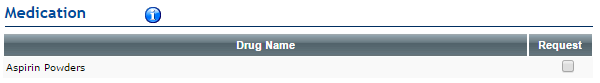 Medication
Drug Name Request
Aspirin Powders